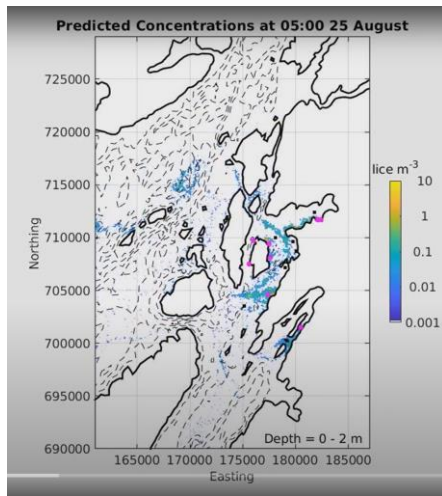 Predicted Concentrations at 05:00 25 August
725000
720000
715000
710000
705000
700000
695000
690000
Northing
165000 170000 175000 180000 185000
Easting
Depth = 0 - 2 m
lice m-3
10
1
0.1
0.01
0.001